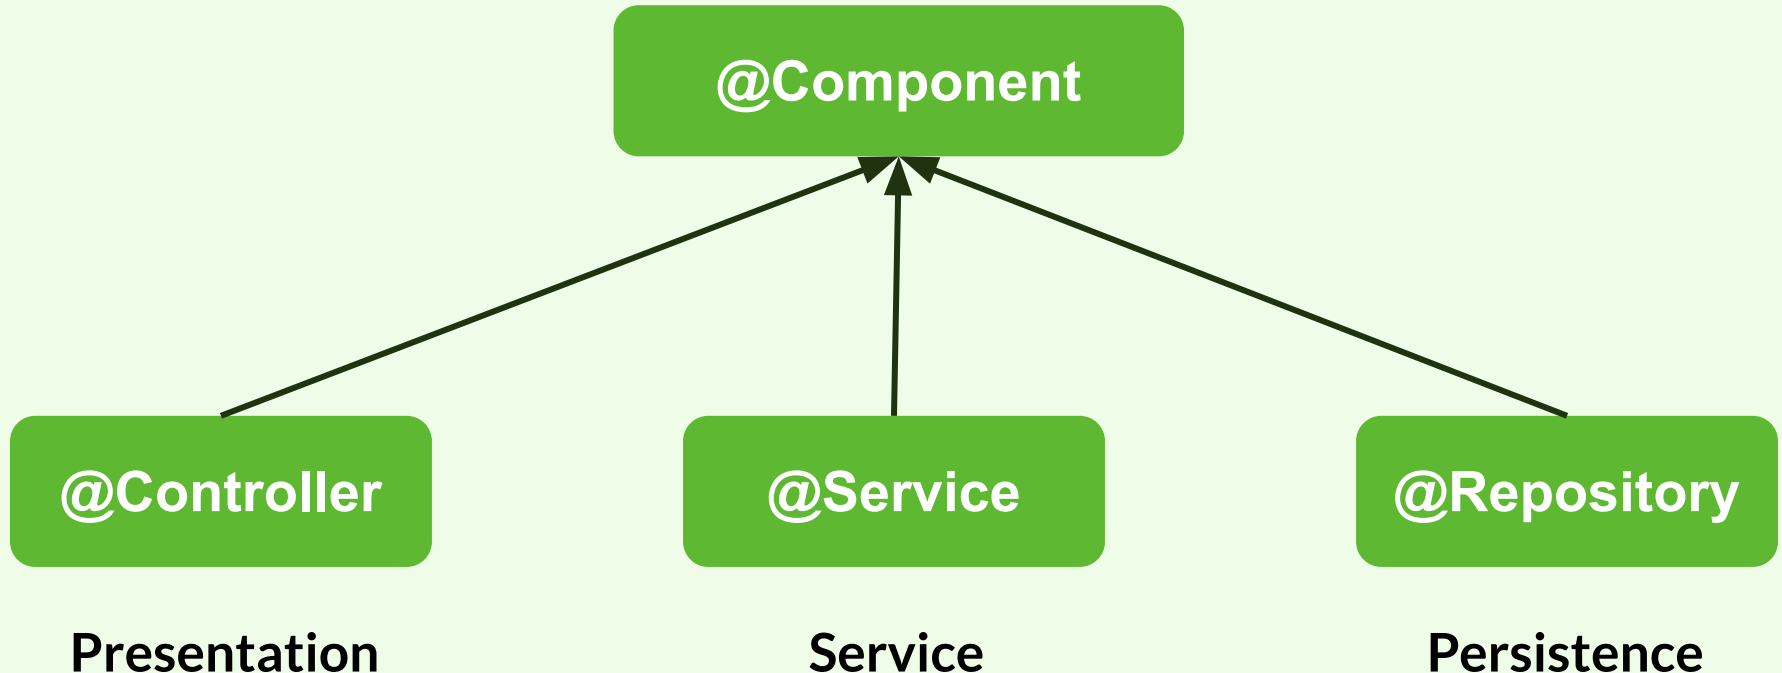 @Component
@Controller
@Service
@Repository
Presentation
Service
Persistence